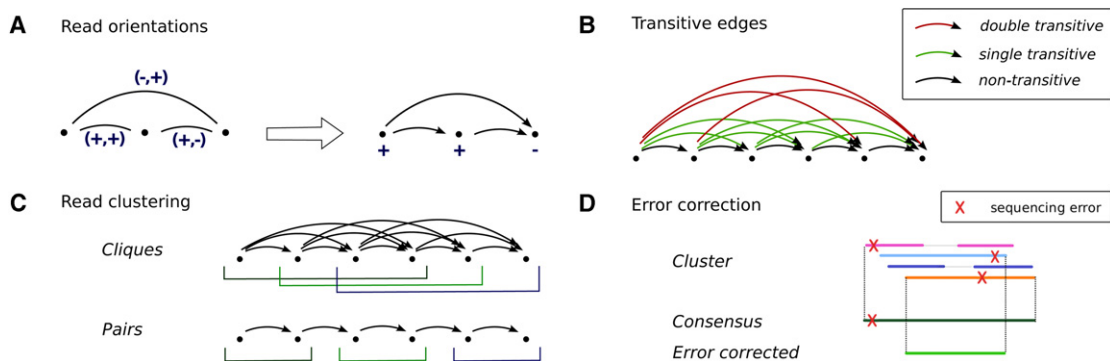 A Read orientations
(-,+)
(+,+) (+,-)
+ + -
B Transitive edges
double transitive
single transitive
non-transitive
C Read clustering
Cliques
Pairs
D Error correction
X sequencing error
Cluster
Consensus
Error corrected